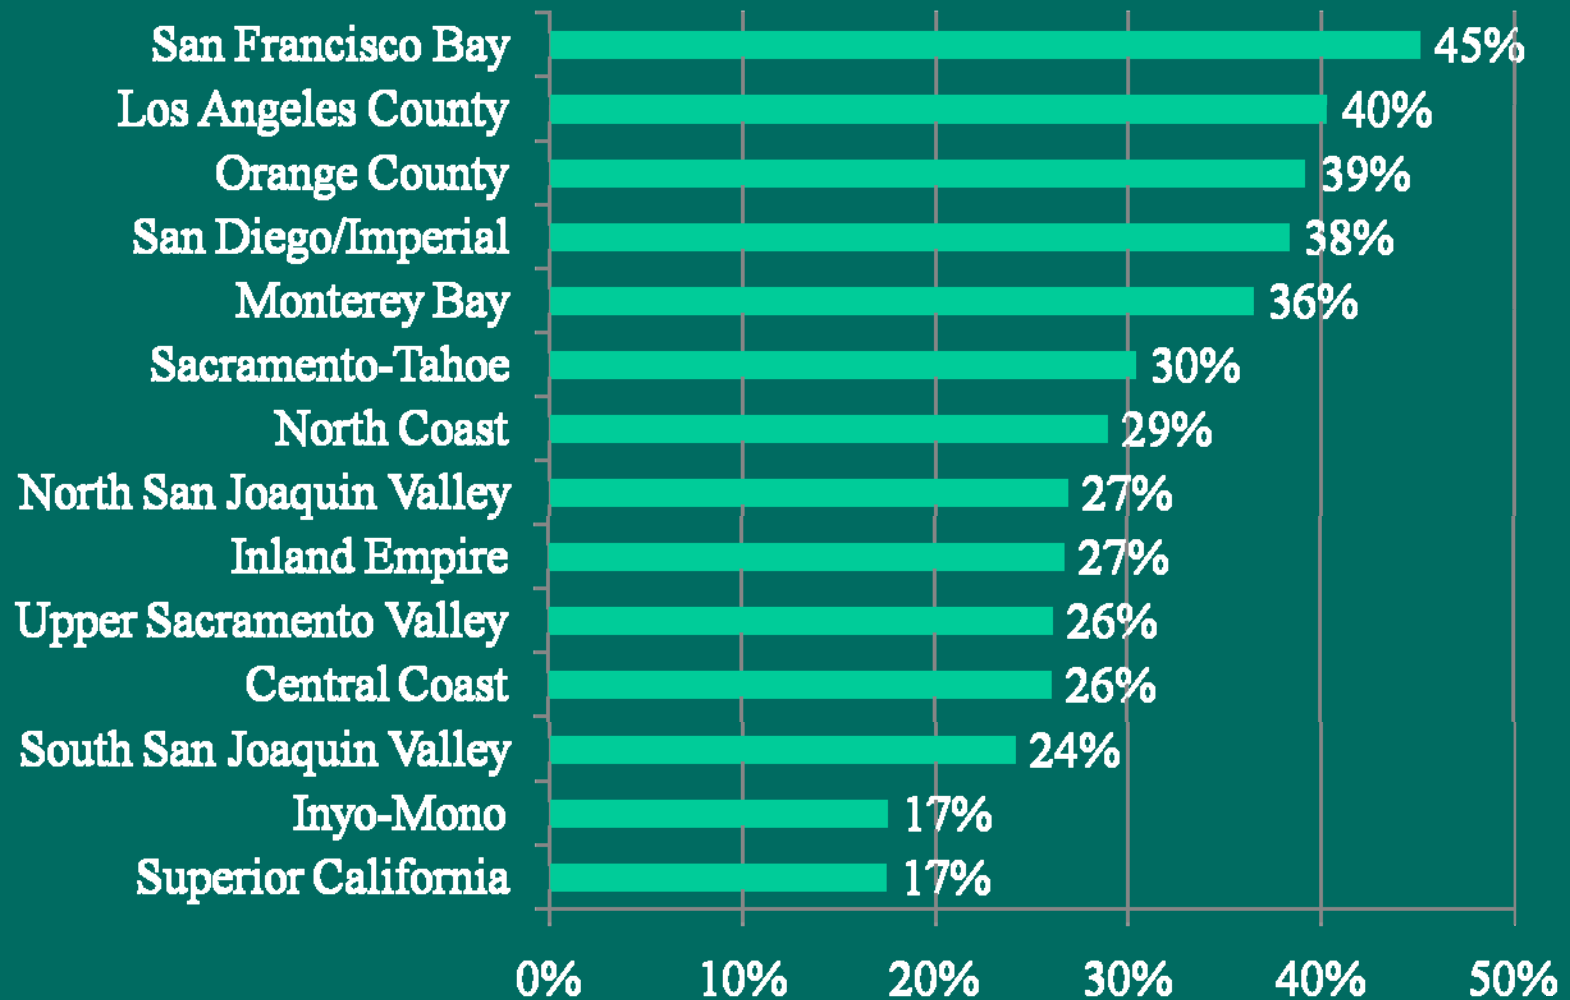 San Francisco Bay 45%
Los Angeles County 40%
Orange County 39%
San Diego/Imperial 38%
Monterey Bay 36%
Sacramento-Tahoe 30%
North Coast 29%
North San Joaquin Valley 27%
Inland Empire 27%
Upper Sacramento Valley 26%
Central Coast 26%
South San Joaquin Valley 24%
Inyo-Mono 17%
Superior California 17%
0% 10% 20% 30% 40% 50%